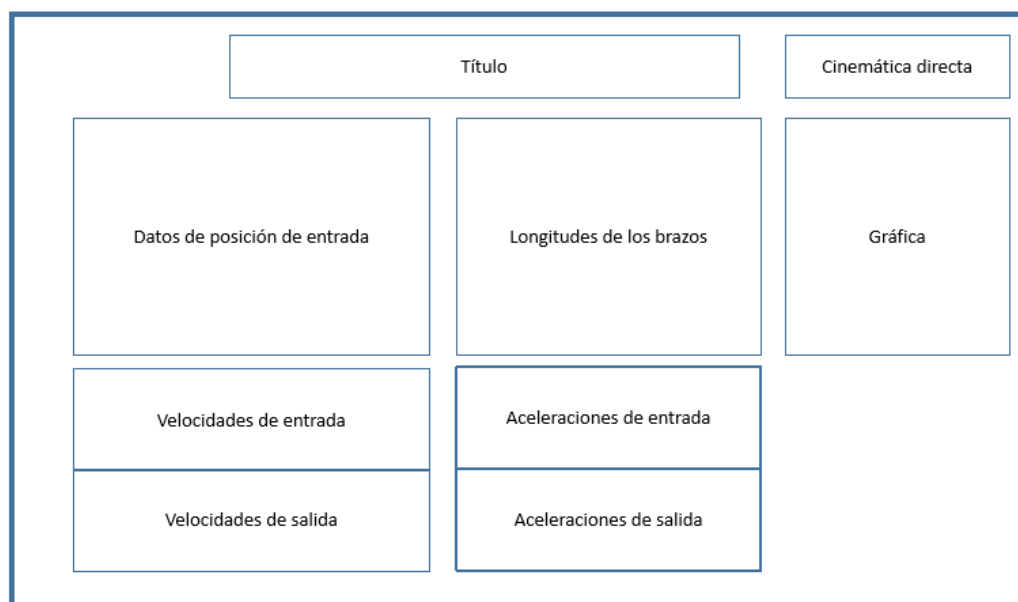 Título
Cinemática directa
Datos de posición de entrada
Longitudes de los brazos
Gráfica
Velocidades de entrada
Aceleraciones de entrada
Velocidades de salida
Aceleraciones de salida